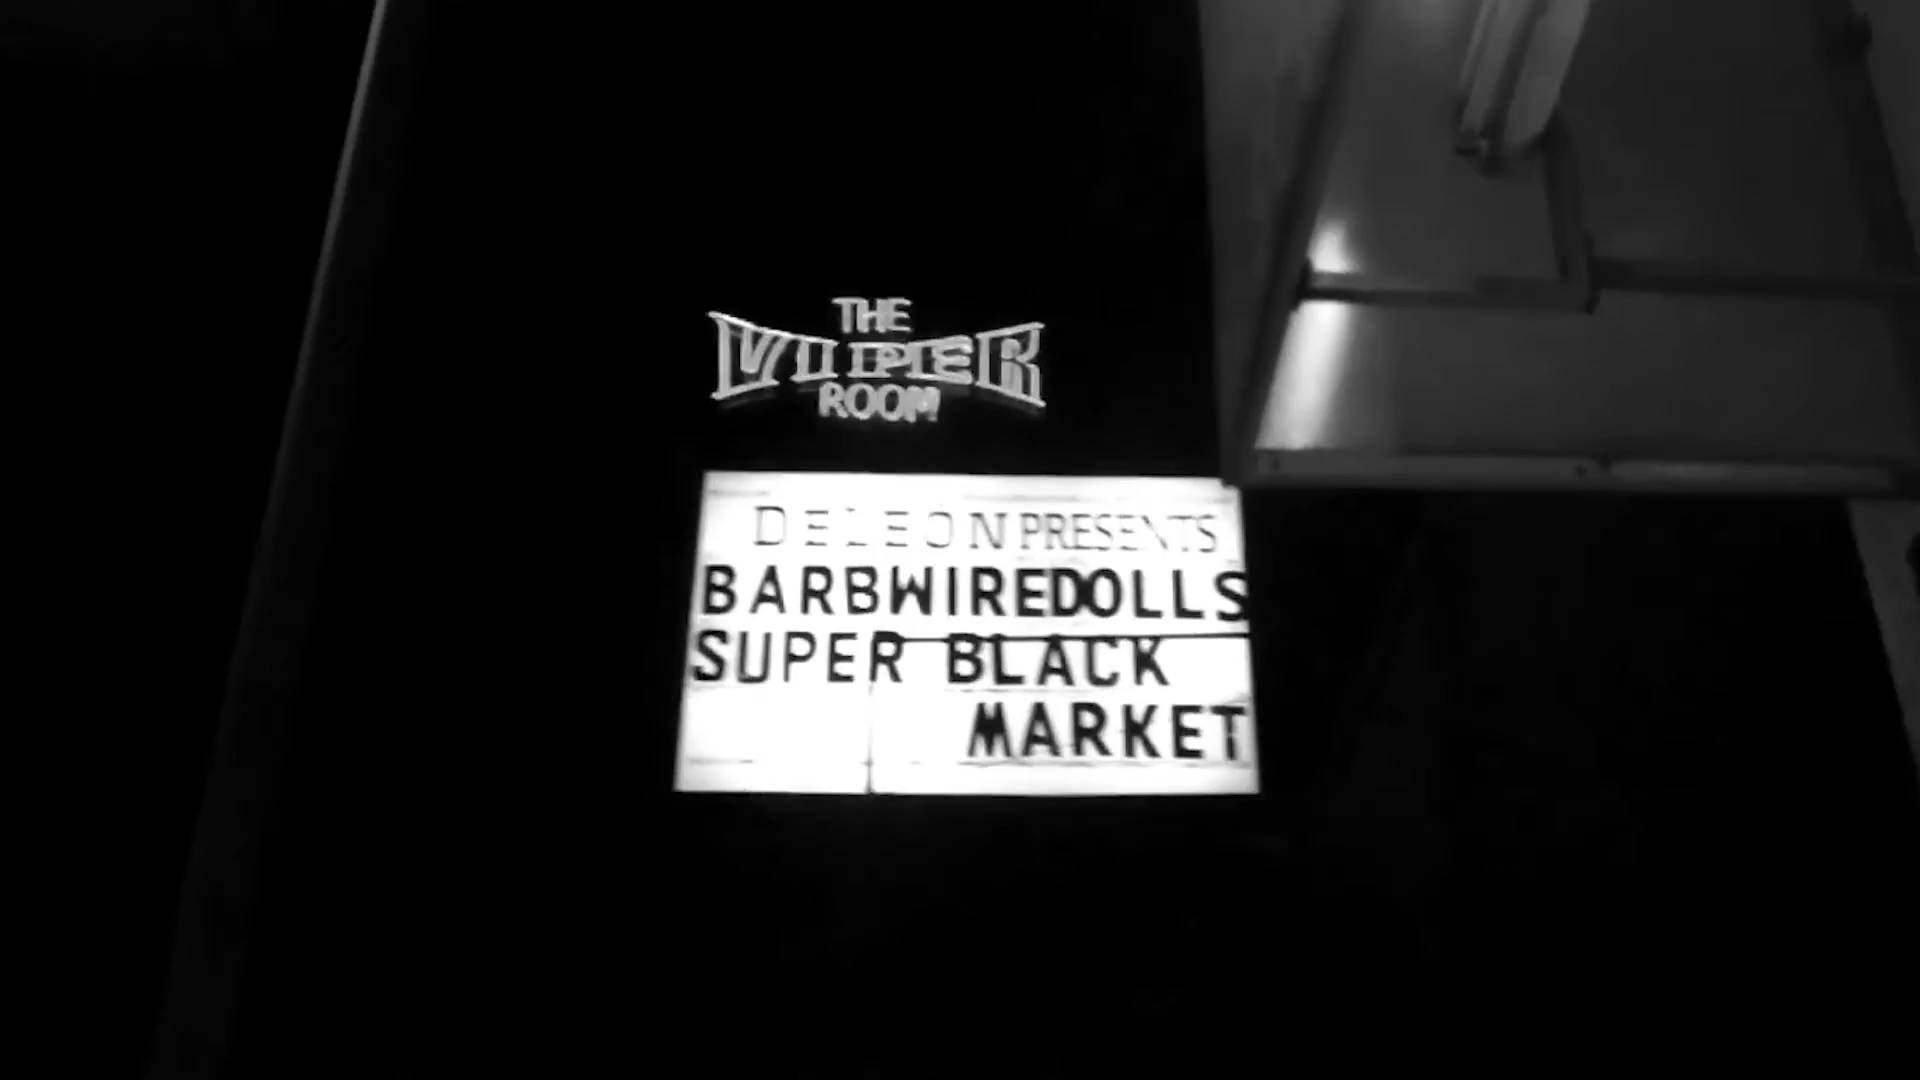 THE
VIPER
ROOM
DELEON PRESENTS
BARBWIREDOLLS
SUPER BLACK
MARKET